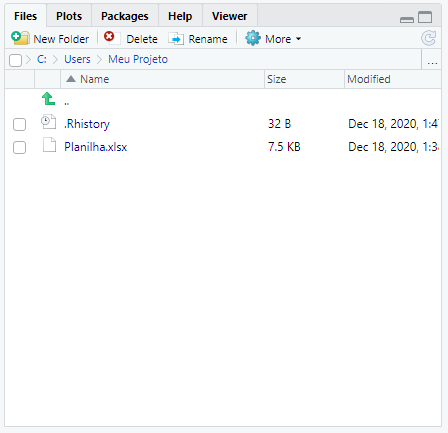 Files Plots Packages Help Viewer
New Folder Delete Rename More
C: Users Meu Projeto ...
Name Size Modified
..
.Rhistory 32 B Dec 18, 2020, 1:4
Planilha.xlsx 7.5 KB Dec 18, 2020, 1:3